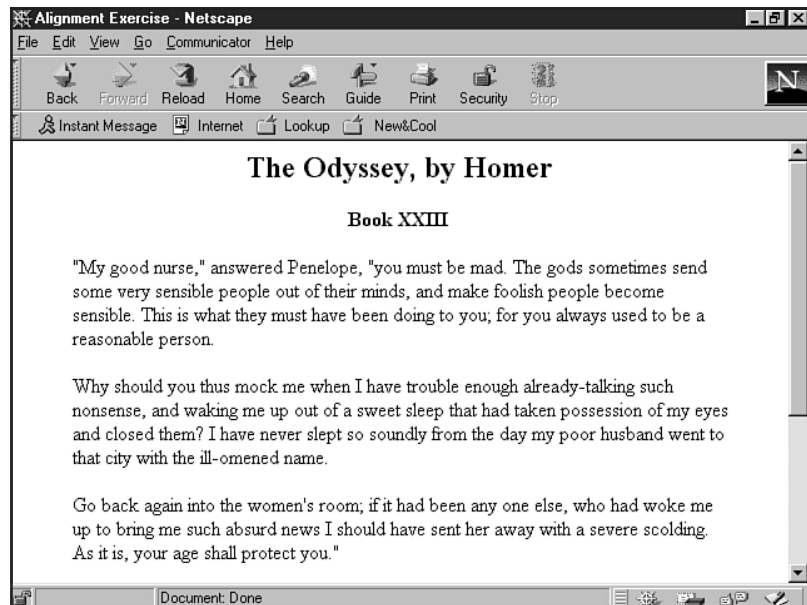 Alignment Exercise - Netscape
File Edit View Go Communicator Help
Back Forward Reload Home Search Guide Print Security Stop
N
Instant Message Internet Lookup New&Cool
The Odyssey, by Homer
Book XXIII
"My good nurse," answered Penelope, "you must be mad. The gods sometimes send
some very sensible people out of their minds, and make foolish people become
sensible. This is what they must have been doing to you; for you always used to be a
reasonable person.
Why should you thus mock me when I have trouble enough already-talking such
nonsense, and waking me up out of a sweet sleep that had taken possession of my eyes
and closed them? I have never slept so soundly from the day my poor husband went to
that city with the ill-omened name.
Go back again into the women's room; if it had been any one else, who had woke me
up to bring me such absurd news I should have sent her away with a severe scolding.
As it is, your age shall protect you."
Document: Done